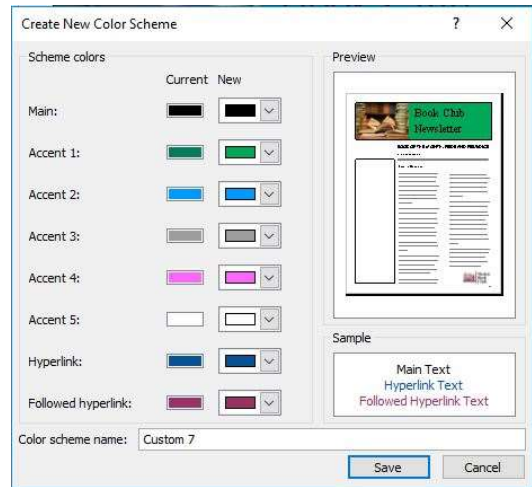 Create New Color Scheme
?
Scheme colors
Current New
Main:
Accent 1:
Accent 2:
Accent 3:
Accent 4:
Accent 5:
Hyperlink:
Followed hyperlink:
Preview
Book Club
Newsletter
Sample
Main Text
Hyperlink Text
Followed Hyperlink Text
Color scheme name: Custom 7
Save Cancel